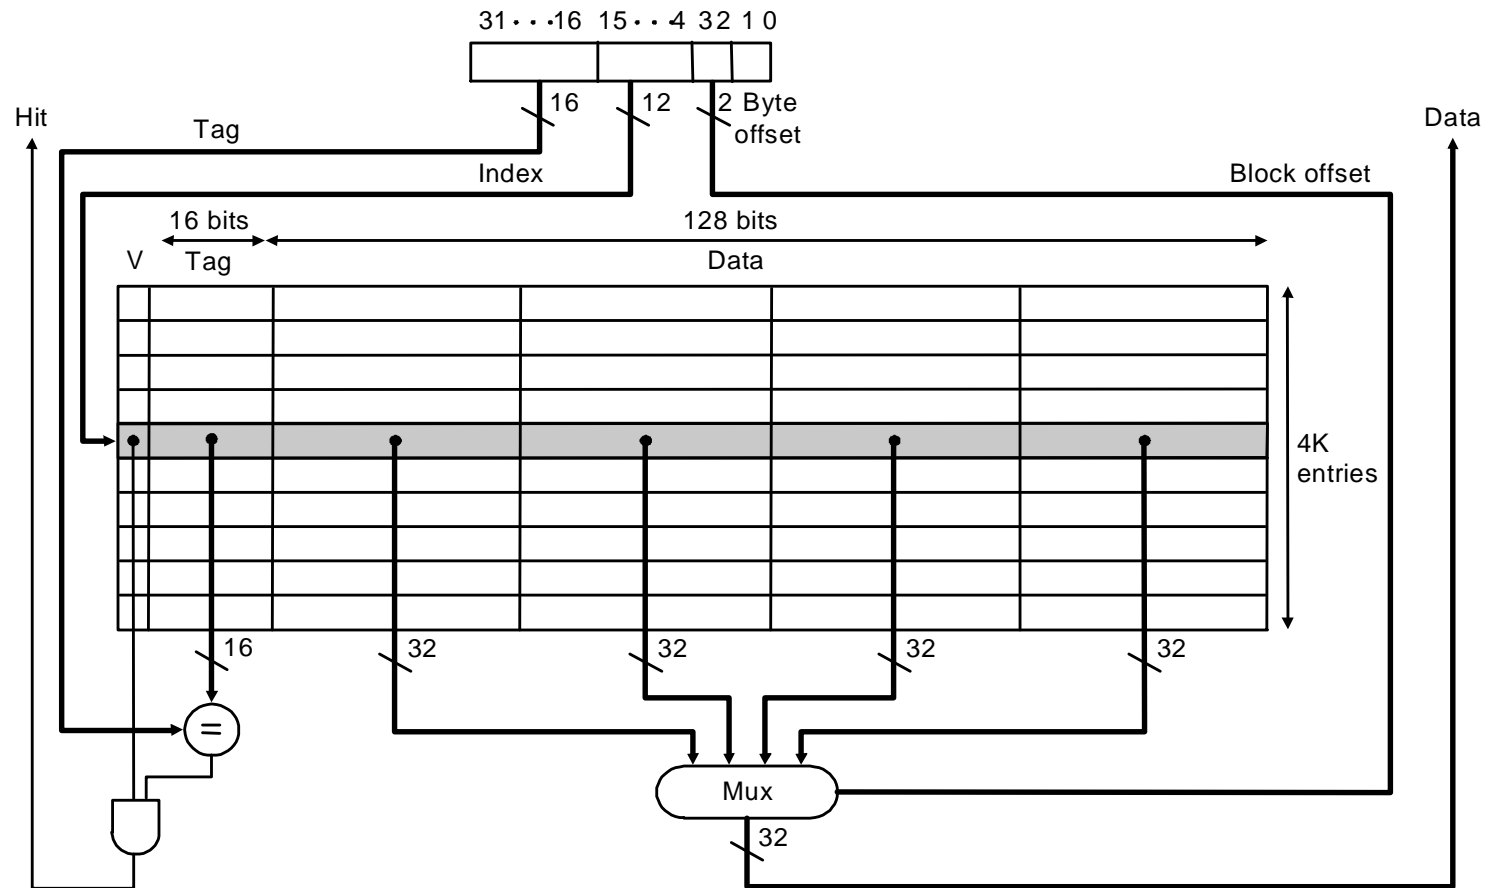 31 · · · 16 15 · · · 4 3 2 1 0
16 12 2 Byte
offset
Hit
Data
Tag
Index
Block offset
16 bits
128 bits
V
Tag
Data
4K
entries
16
32
32
32
32
=
Mux
32